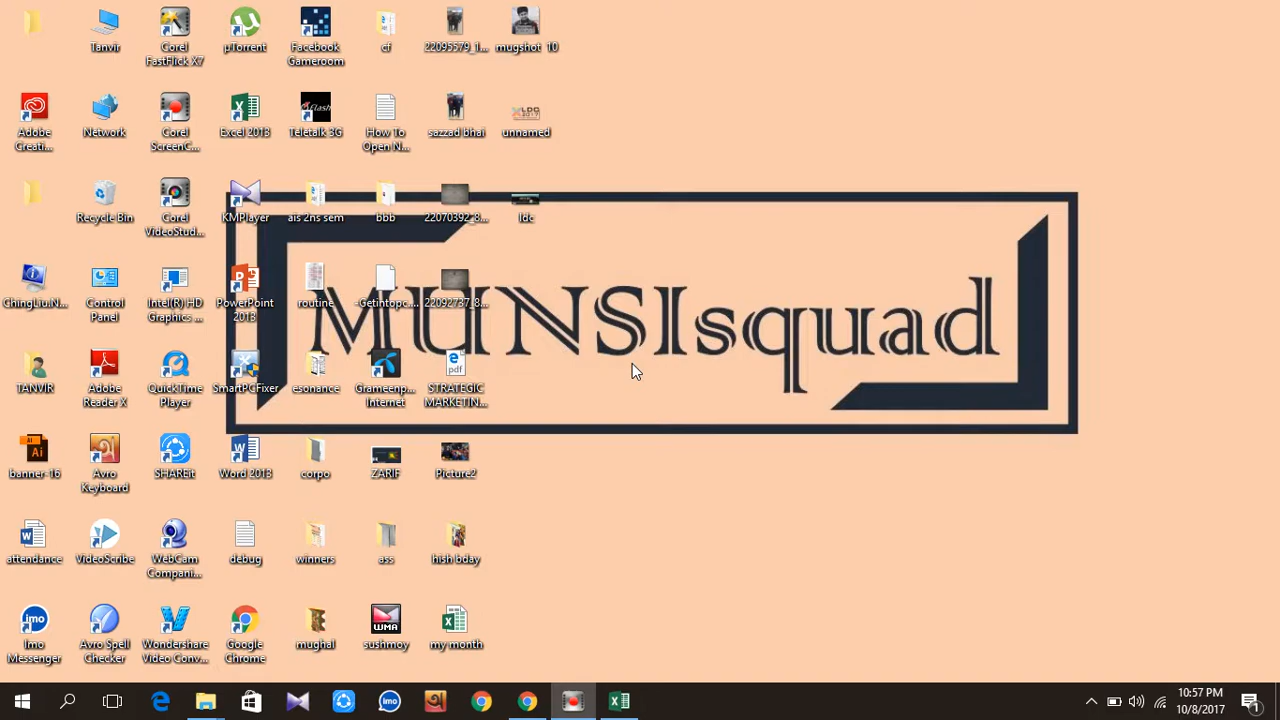 Tanvir
Corel
FastFlick X7
µTorrent
Facebook
Gameroom
cf
22095579_1...
mugshot_10
Adobe
Creati...
Network
Corel
ScreenC...
Excel 2013
Teletalk 3G
How To
Open N...
sazzad bhai
unnamed
Recycle Bin
Corel
VideoStud...
KMPlayer
ais 2ns sem
bbb
22070392_8...
ldc
ChingLiu.N...
Control
Panel
Intel(R) HD
Graphics ...
PowerPoint
2013
routine
-Getintopc....
22092737_8...
MUNSIsquad
TANVIR
Adobe
Reader X
QuickTime
Player
SmartPCFixer
esonance
Grameenp...
Internet
STRATEGIC
MARKETIN...
banner-16
Avro
Keyboard
SHAREit
Word 2013
corpo
ZARIF
Picture2
attendance
VideoScribe
WebCam
Compani...
debug
winners
ass
hish bday
Imo
Messenger
Avro Spell
Checker
Wondershare
Video Conv...
Google
Chrome
mughal
sushmoy
my month
10:57 PM
10/8/2017